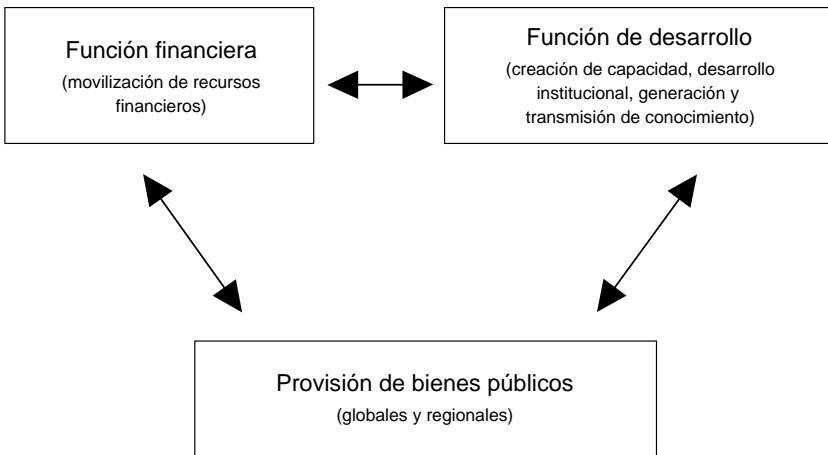 Función financiera
(movilización de recursos
financieros)
Función de desarrollo
(creación de capacidad, desarrollo
institucional, generación y
transmisión de conocimiento)
Provisión de bienes públicos
(globales y regionales)